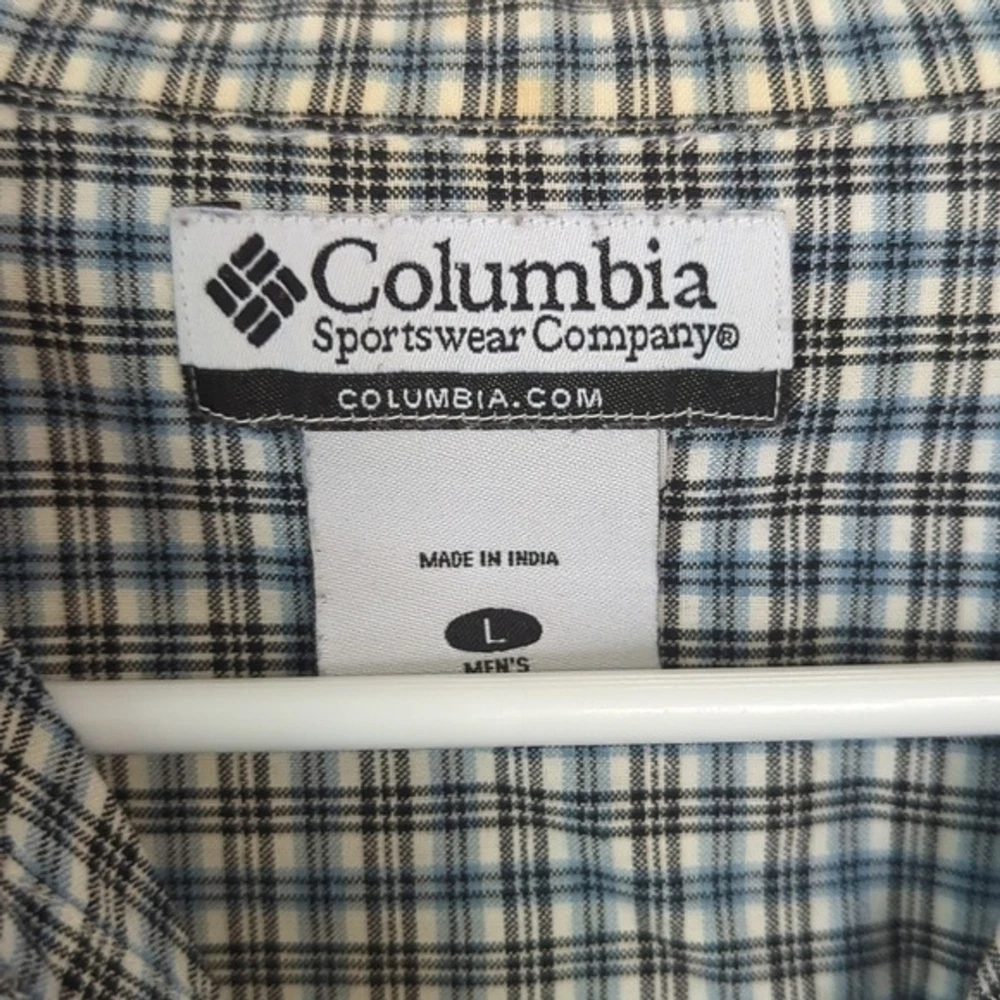 Columbia
Sportswear Company®
COLUMBIA.COM
MADE IN INDIA
L
MEN'S